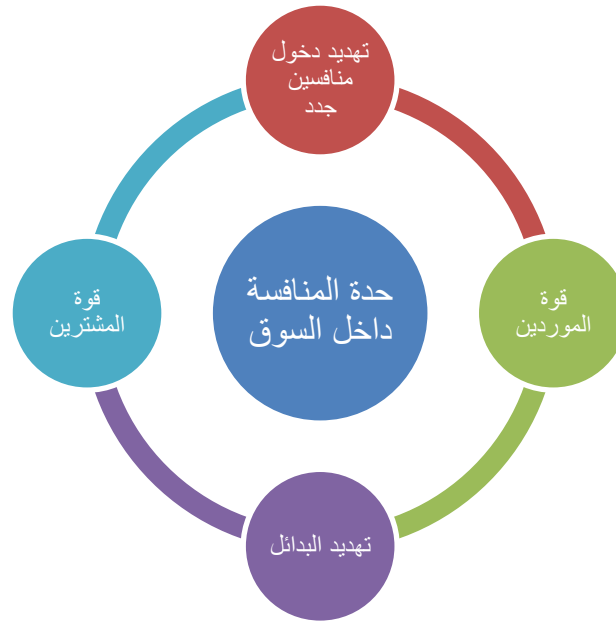 تهديد دخول
منافسين
جدد
حدة المنافسة
داخل السوق
قوة
الموردين
قوة
المشترين
تهديد البدائل